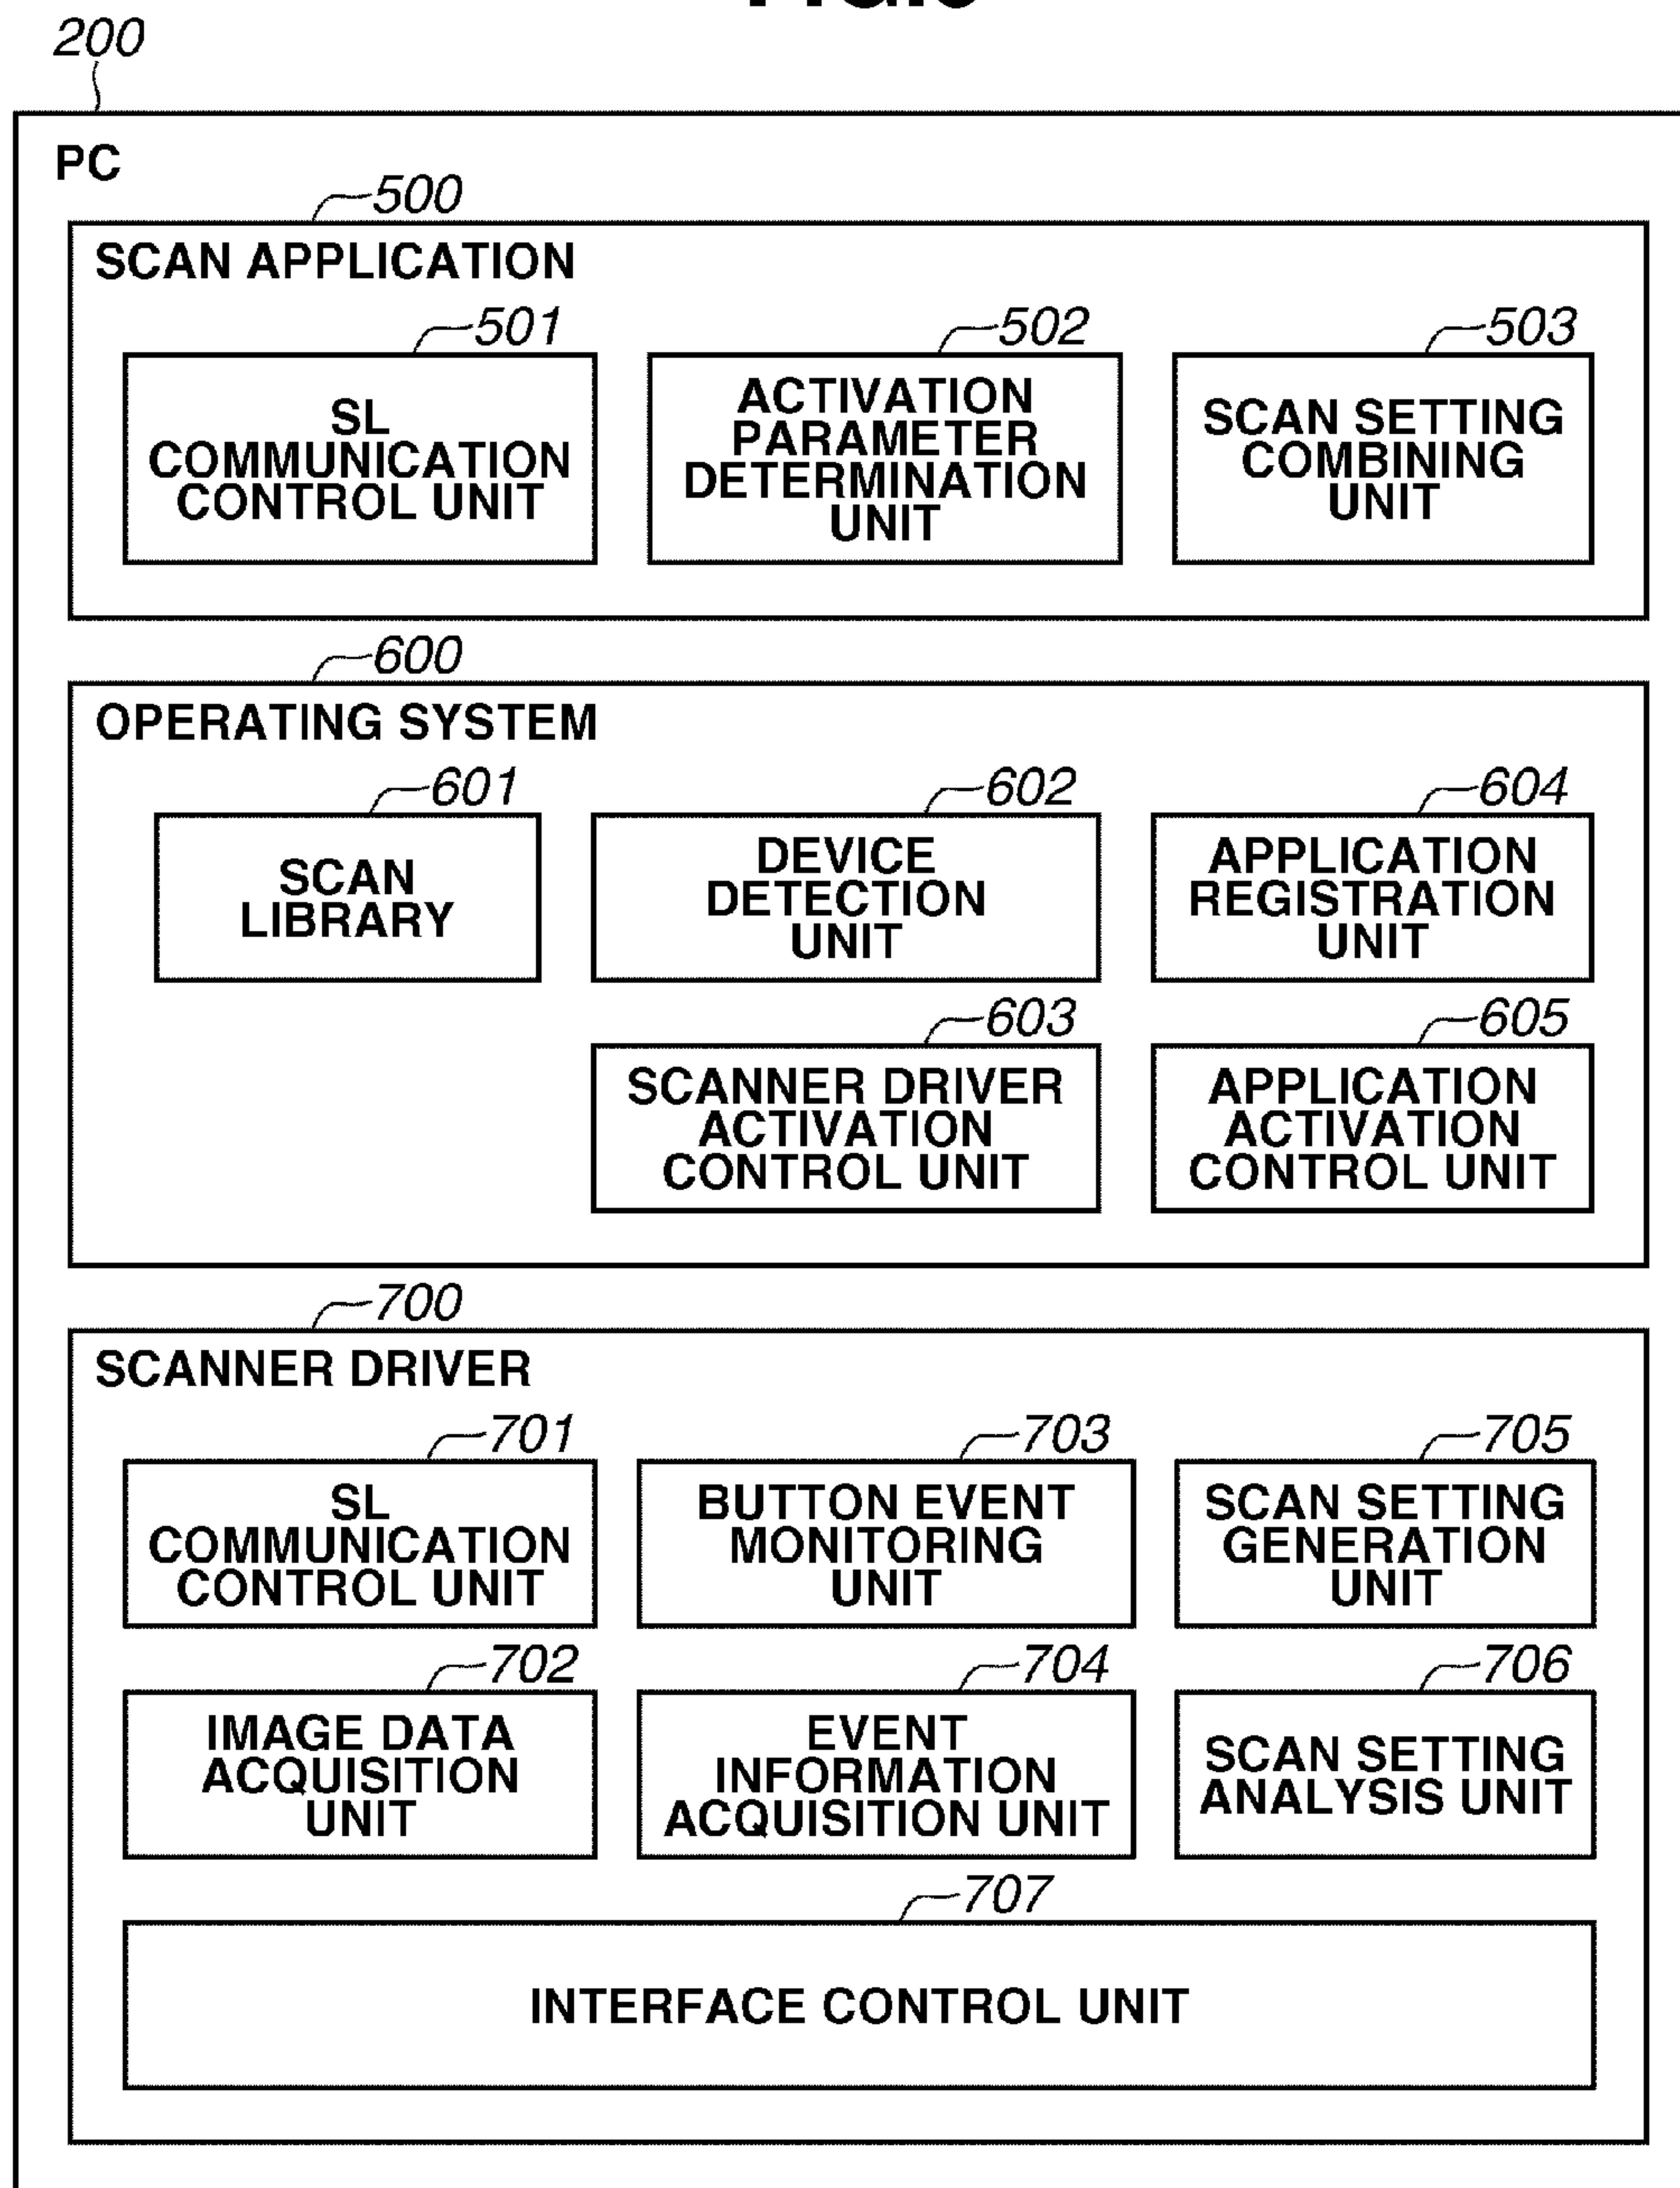 200
PC
500
SCAN APPLICATION
501
502
503
SL
COMMUNICATION
CONTROL UNIT
ACTIVATION
PARAMETER
DETERMINATION
UNIT
SCAN SETTING
COMBINING
UNIT
600
OPERATING SYSTEM
601
602
604
SCAN
LIBRARY
DEVICE
DETECTION
UNIT
APPLICATION
REGISTRATION
UNIT
603
605
SCANNER DRIVER
ACTIVATION
CONTROL UNIT
APPLICATION
ACTIVATION
CONTROL UNIT
700
SCANNER DRIVER
701
703
705
SL
COMMUNICATION
CONTROL UNIT
BUTTON EVENT
MONITORING
UNIT
SCAN SETTING
GENERATION
UNIT
702
704
706
IMAGE DATA
ACQUISITION
UNIT
EVENT
INFORMATION
ACQUISITION UNIT
SCAN SETTING
ANALYSIS UNIT
707
INTERFACE CONTROL UNIT